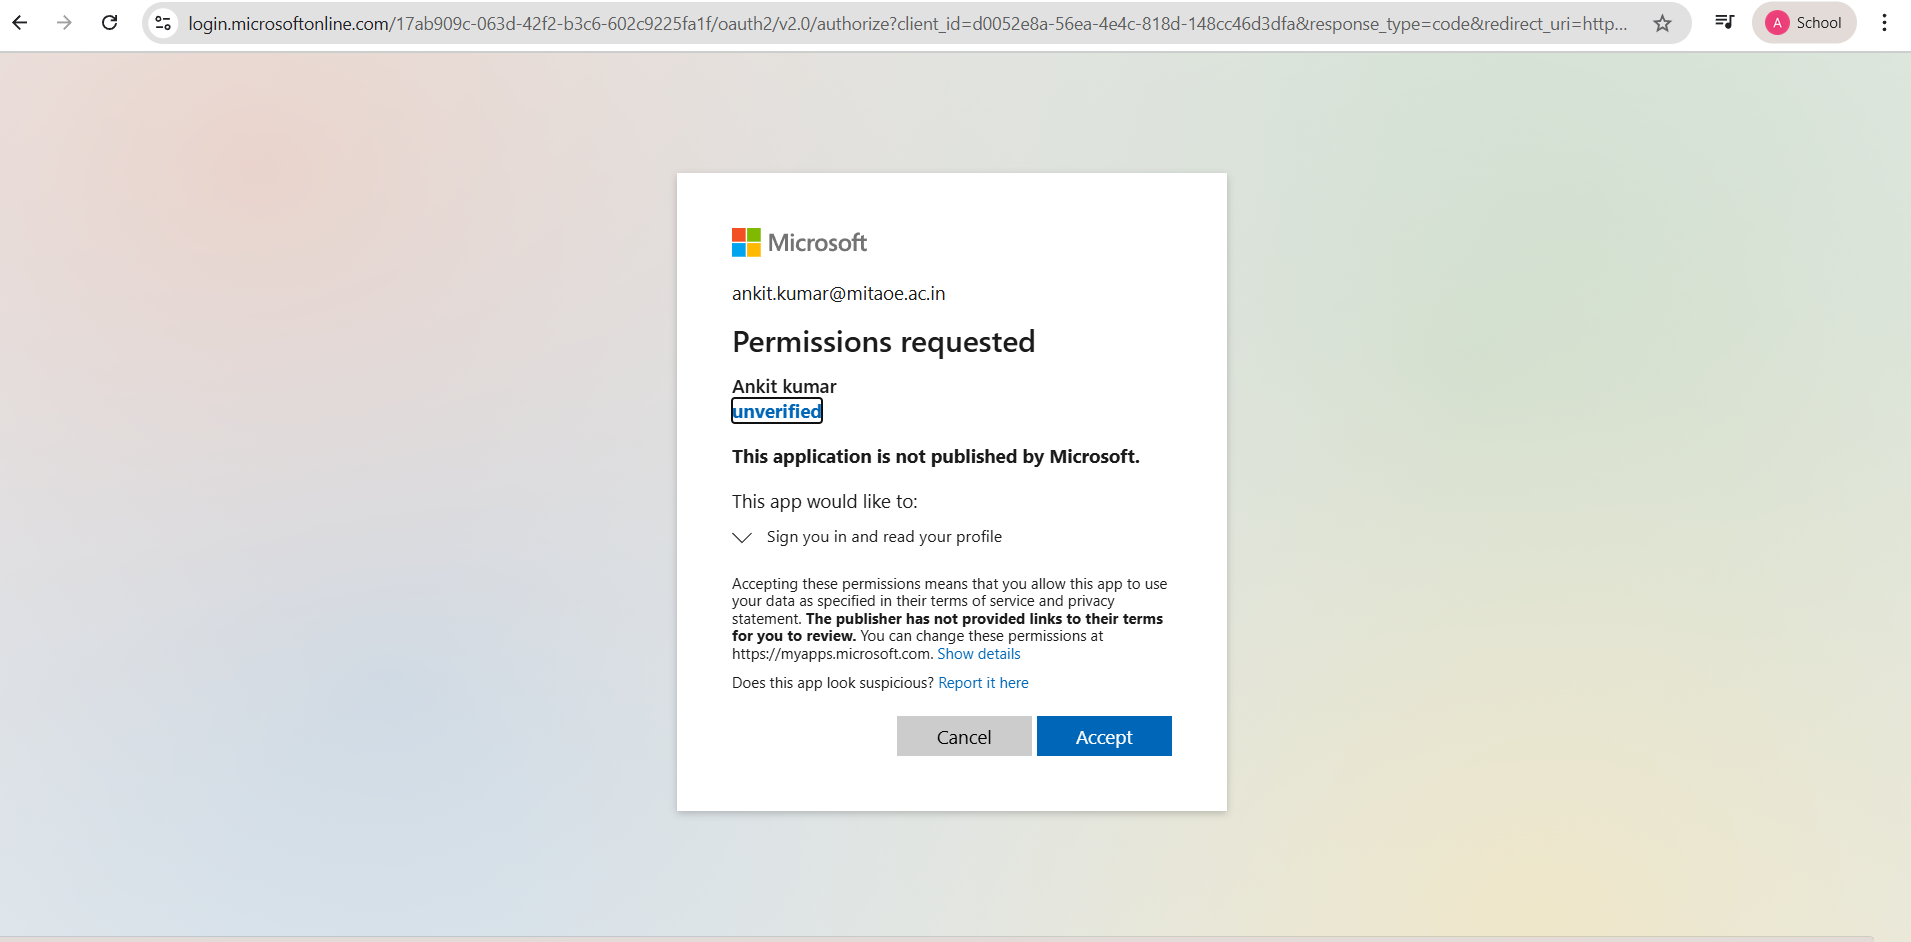 login.microsoftonline.com/17ab909c-063d-42f2-b3c6-602c9225fa1f/oauth2/v2.0/authorize?client_id=d0052e8a-56ea-4e4c-818d-148cc46d3dfa&response_type=code&redirect_uri=http...
A School
Microsoft
ankit.kumar@mitaoe.ac.in
Permissions requested
Ankit kumar
unverified
This application is not published by Microsoft.
This app would like to:
Sign you in and read your profile
Accepting these permissions means that you allow this app to use
your data as specified in their terms of service and privacy
statement. The publisher has not provided links to their terms
for you to review. You can change these permissions at
https://myapps.microsoft.com. Show details
Does this app look suspicious? Report it here
Cancel Accept